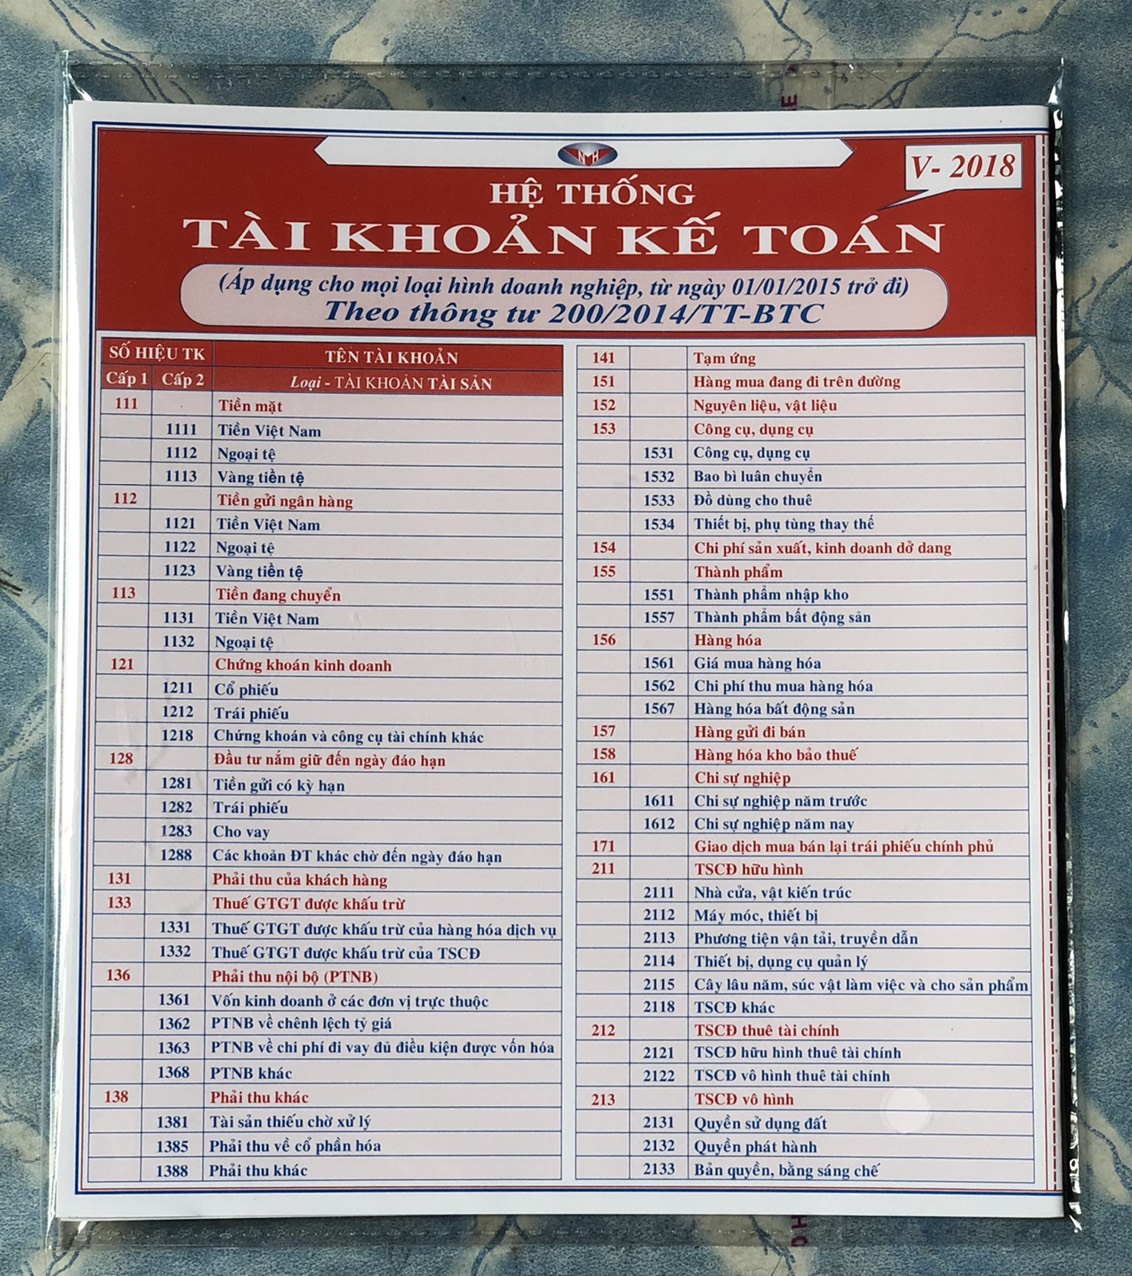 NMH
V- 2018
HỆ THỐNG
TÀI KHOẢN KẾ TOÁN
(Áp dụng cho mọi loại hình doanh nghiệp, từ ngày 01/01/2015 trở đi)
Theo thông tư 200/2014/TT-BTC
SỐ HIỆU TK TÊN TÀI KHOẢN
Cấp 1 Cấp 2 Loại - TÀI KHOẢN TÀI SẢN
111 Tiền mặt
1111 Tiền Việt Nam
1112 Ngoại tệ
1113 Vàng tiền tệ
112 Tiền gửi ngân hàng
1121 Tiền Việt Nam
1122 Ngoại tệ
1123 Vàng tiền tệ
113 Tiền đang chuyển
1131 Tiền Việt Nam
1132 Ngoại tệ
121 Chứng khoán kinh doanh
1211 Cổ phiếu
1212 Trái phiếu
1218 Chứng khoán và công cụ tài chính khác
128 Đầu tư nắm giữ đến ngày đáo hạn
1281 Tiền gửi có kỳ hạn
1282 Trái phiếu
1283 Cho vay
1288 Các khoản ĐT khác chờ đến ngày đáo hạn
131 Phải thu của khách hàng
133 Thuế GTGT được khấu trừ
1331 Thuế GTGT được khấu trừ của hàng hóa dịch vụ
1332 Thuế GTGT được khấu trừ của TSCĐ
136 Phải thu nội bộ (PTNB)
1361 Vốn kinh doanh ở các đơn vị trực thuộc
1362 PTNB về chênh lệch tỷ giá
1363 PTNB về chi phí đi vay đủ điều kiện được vốn hóa
1368 PTNB khác
138 Phải thu khác
1381 Tài sản thiếu chờ xử lý
1385 Phải thu về cổ phần hóa
1388 Phải thu khác
141 Tạm ứng
151 Hàng mua đang đi trên đường
152 Nguyên liệu, vật liệu
153 Công cụ, dụng cụ
1531 Công cụ, dụng cụ
1532 Bao bì luân chuyển
1533 Đồ dùng cho thuê
1534 Thiết bị, phụ tùng thay thế
154 Chi phí sản xuất, kinh doanh dở dang
155 Thành phẩm
1551 Thành phẩm nhập kho
1557 Thành phẩm bất động sản
156 Hàng hóa
1561 Giá mua hàng hóa
1562 Chi phí thu mua hàng hóa
1567 Hàng hóa bất động sản
157 Hàng gửi đi bán
158 Hàng hóa kho bảo thuế
161 Chi sự nghiệp
1611 Chi sự nghiệp năm trước
1612 Chi sự nghiệp năm nay
171 Giao dịch mua bán lại trái phiếu chính phủ
211 TSCĐ hữu hình
2111 Nhà cửa, vật kiến trúc
2112 Máy móc, thiết bị
2113 Phương tiện vận tải, truyền dẫn
2114 Thiết bị, dụng cụ quản lý
2115 Cây lâu năm, súc vật làm việc và cho sản phẩm
2118 TSCĐ khác
212 TSCĐ thuê tài chính
2121 TSCĐ hữu hình thuê tài chính
2122 TSCĐ vô hình thuê tài chính
213 TSCĐ vô hình
2131 Quyền sử dụng đất
2132 Quyền phát hành
2133 Bản quyền, bằng sáng chế